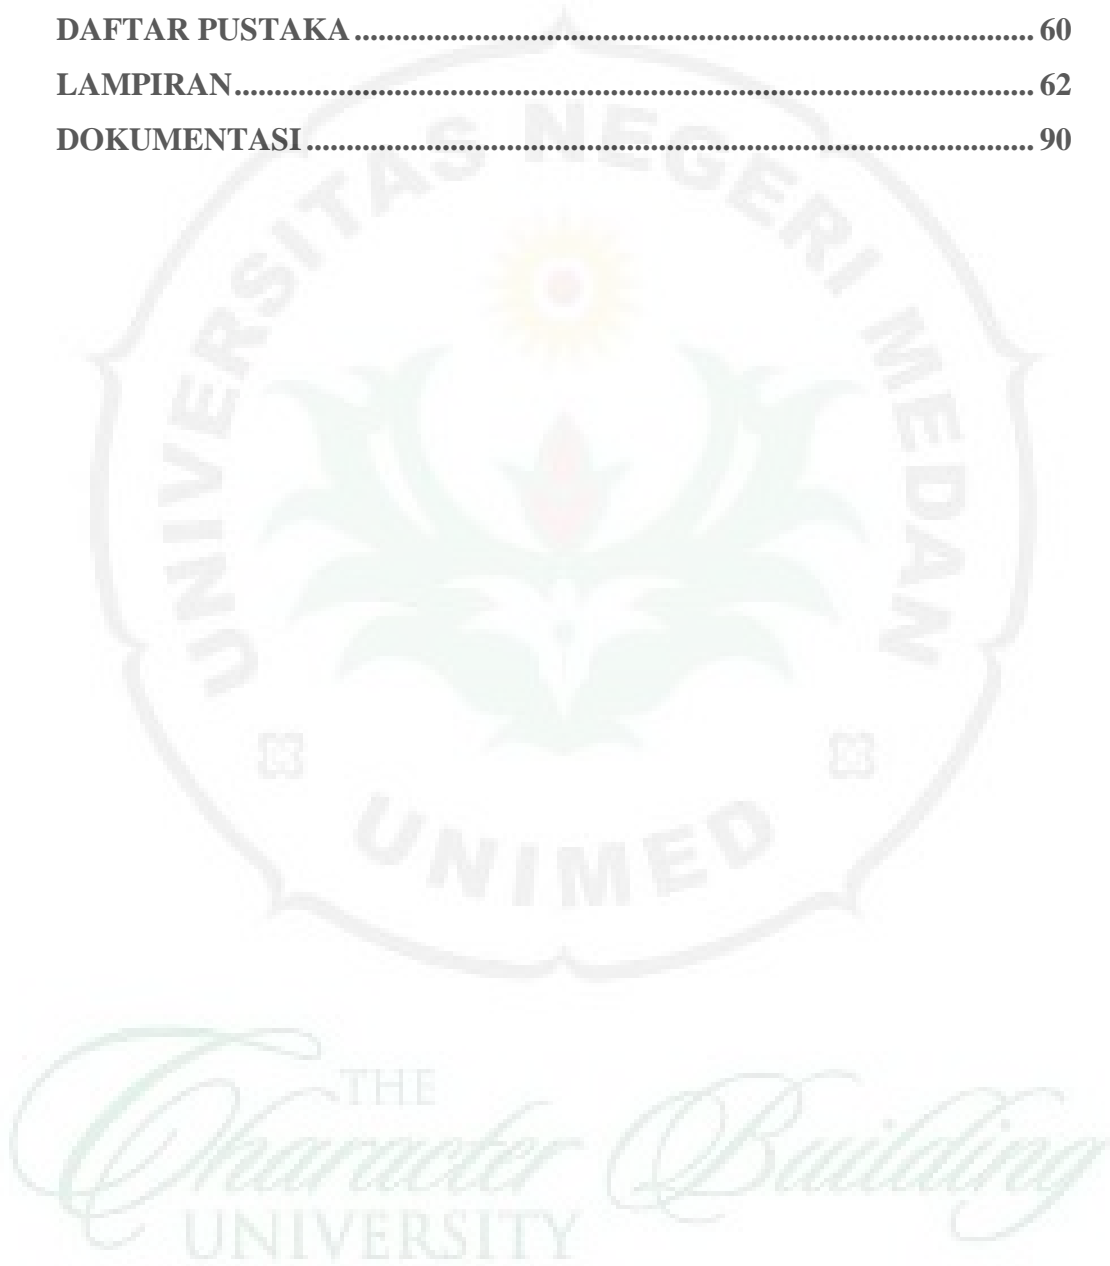 DAFTAR PUSTAKA ........................................................................................ 60
LAMPIRAN ........................................................................................................ 62
DOKUMENTASI .............................................................................................. 90
UNIVERSITAS NEGERI MEDAN
UNIMED
THE
Character Building
UNIVERSITY